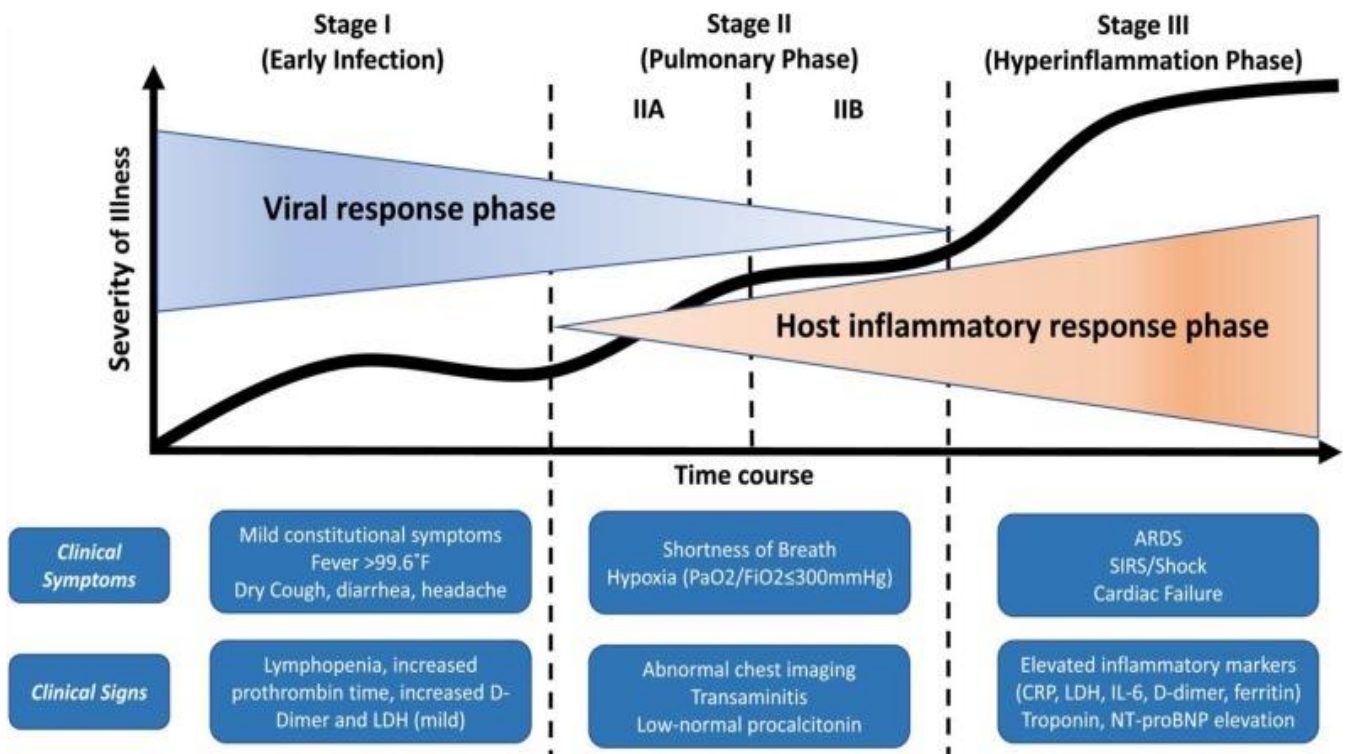 Stage I
(Early Infection)
Stage II
(Pulmonary Phase)
Stage III
(Hyperinflammation Phase)
IIA
IIB
Severity of Illness
Viral response phase
Host inflammatory response phase
Time course
Clinical
Symptoms
Mild constitutional symptoms
Fever >99.6°F
Dry Cough, diarrhea, headache
Shortness of Breath
Hypoxia (PaO2/FiO2≤300mmHg)
ARDS
SIRS/Shock
Cardiac Failure
Clinical Signs
Lymphopenia, increased
prothrombin time, increased D-
Dimer and LDH (mild)
Abnormal chest imaging
Transaminitis
Low-normal procalcitonin
Elevated inflammatory markers
(CRP, LDH, IL-6, D-dimer, ferritin)
Troponin, NT-proBNP elevation